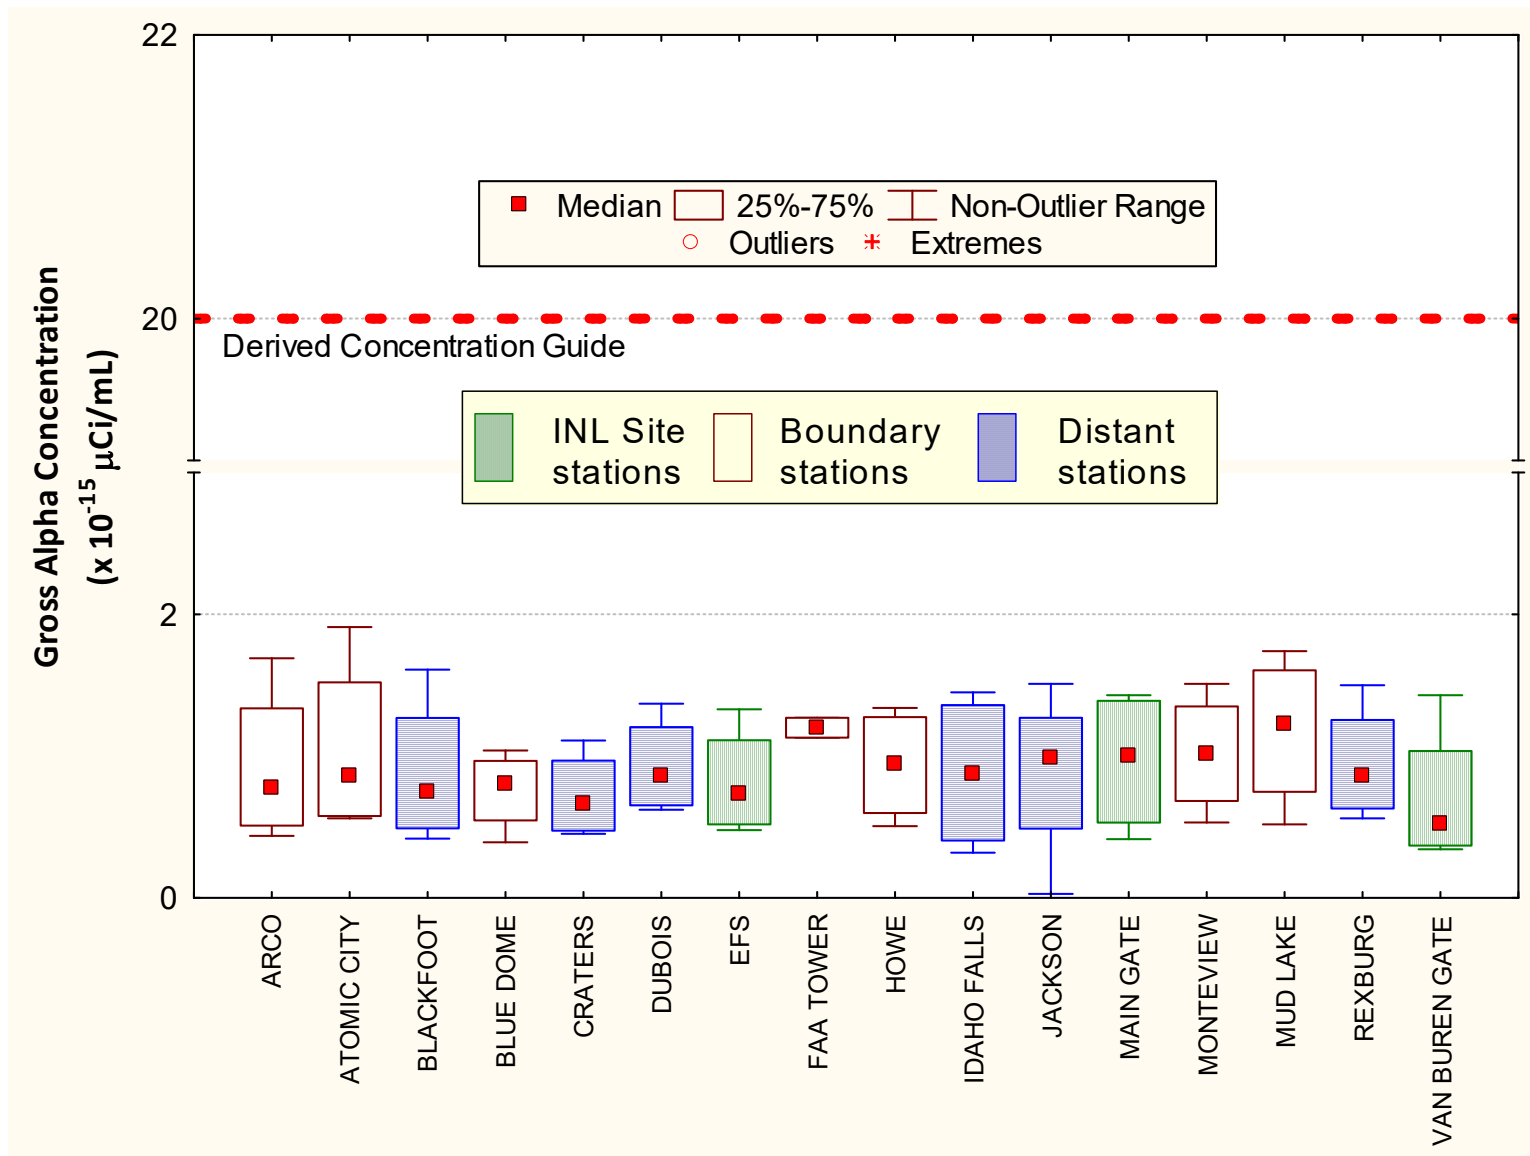 22
Median 25%-75% Non-Outlier Range
Outliers Extremes
20
Derived Concentration Guide
Gross Alpha Concentration
(x 10⁻¹⁵ μCi/mL)
INL Site Boundary Distant
stations stations stations
2
0
ARCO
ATOMIC CITY
BLACKFOOT
BLUE DOME
CRATERS
DUBOIS
EFS
FAA TOWER
HOWE
IDAHO FALLS
JACKSON
MAIN GATE
MONTEVIEW
MUD LAKE
REXBURG
VAN BUREN GATE